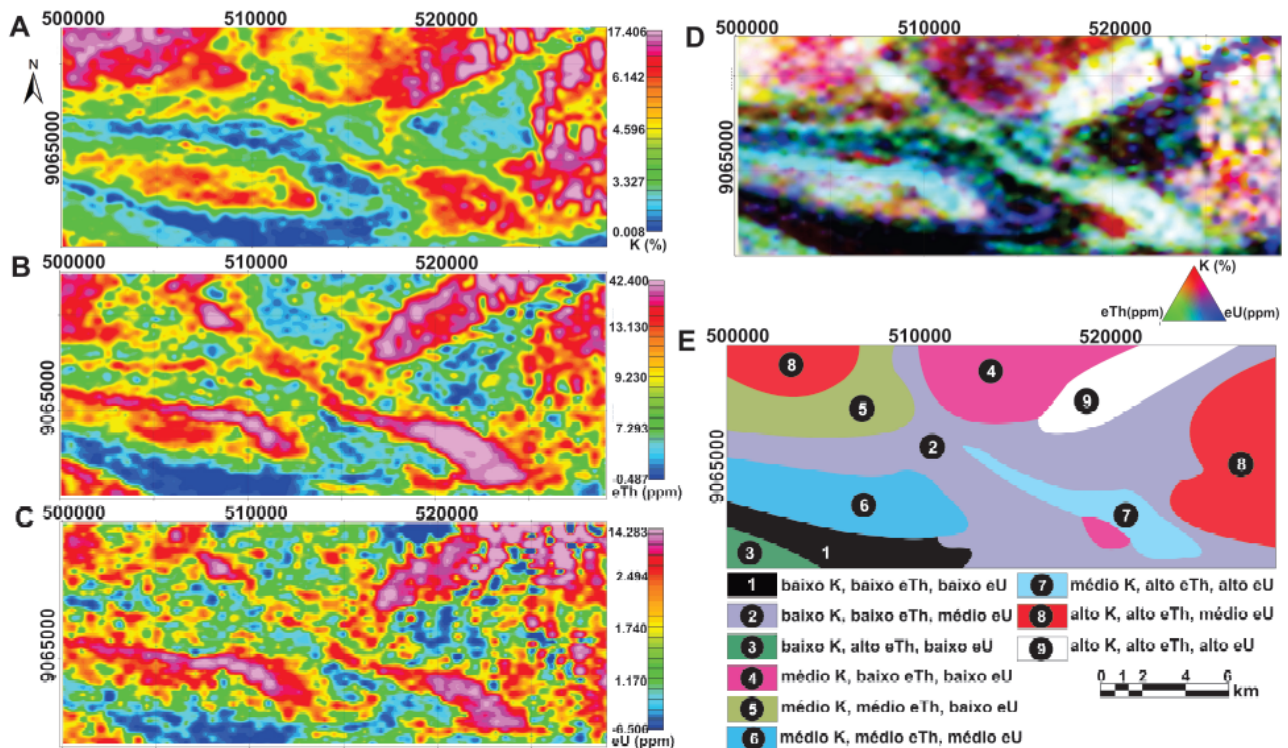 A
500000 510000 520000
N
9065000
17.406
6.142
4.596
3.327
0.008
K (%)
B
500000 510000 520000
9065000
42.400
13.130
9.230
7.293
-0.487
eTh (ppm)
C
500000 510000 520000
9065000
14.283
2.494
1.740
1.170
-6.506
eU (ppm)
D
500000 510000 520000
9065000
K (%)
eTh(ppm) eU(ppm)
E
500000 510000 520000
9065000
8
4
9
5
2
8
6
7
3
1
1 baixo K, baixo eTh, baixo eU
2 baixo K, baixo eTh, médio eU
3 baixo K, alto eTh, baixo eU
4 médio K, baixo eTh, baixo eU
5 médio K, médio eTh, baixo eU
6 médio K, médio eTh, médio eU
7 médio K, alto eTh, alto eU
8 alto K, alto eTh, médio eU
9 alto K, alto eTh, alto eU
0 1 2 4 6
km